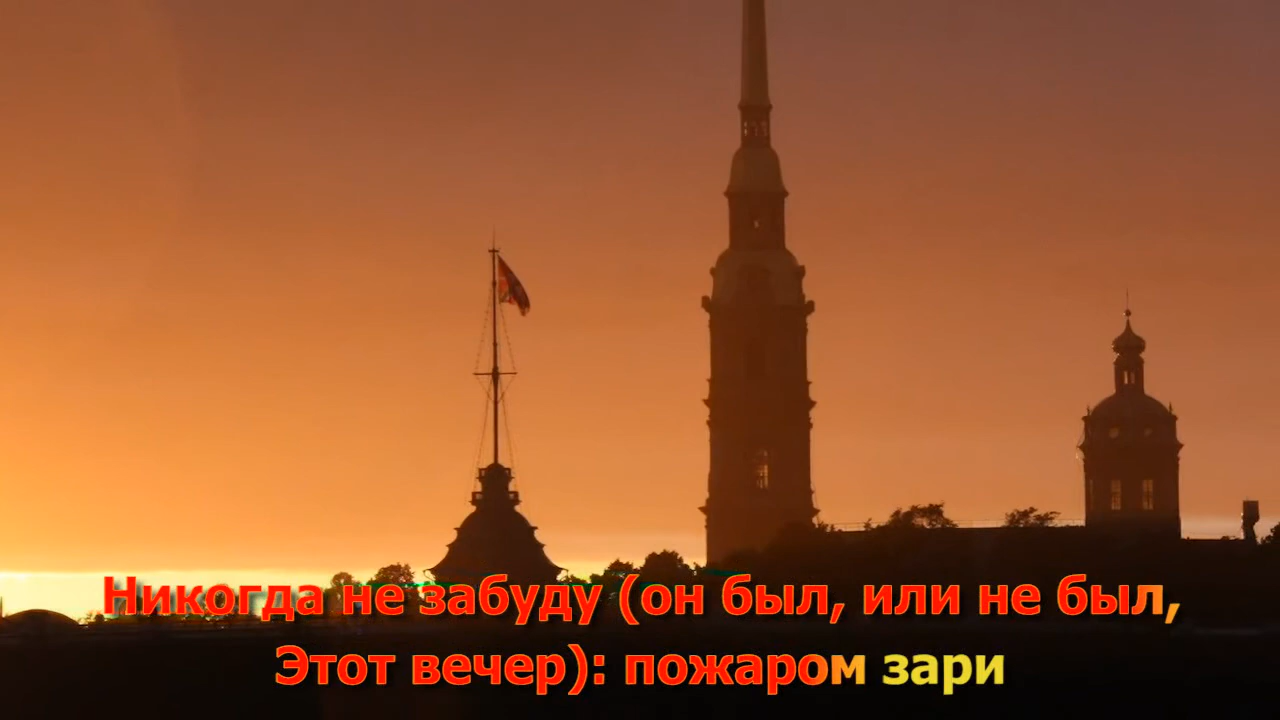 Никогда не забуду (он был, или не был,
Этот вечер): пожаром зари